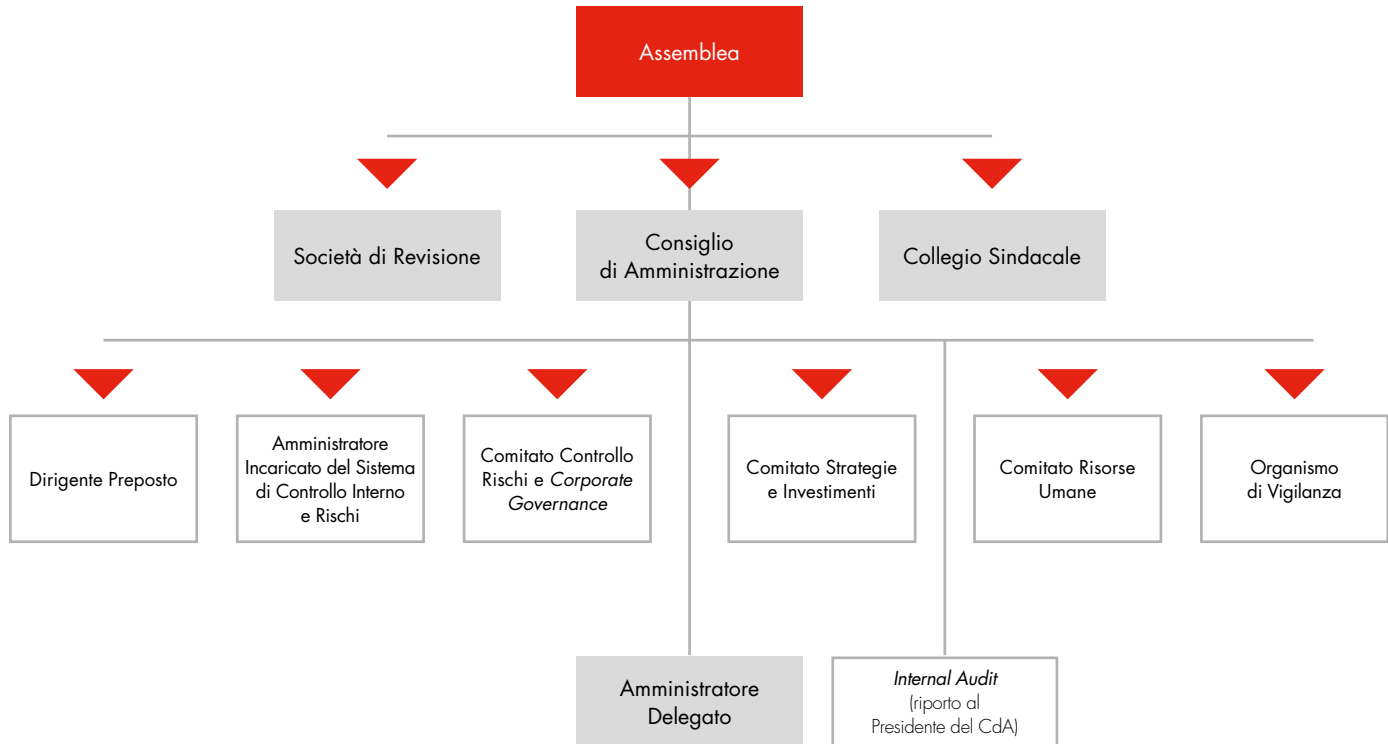 Assemblea
Società di Revisione
Consiglio
di Amministrazione
Collegio Sindacale
Dirigente Preposto
Amministratore
Incaricato del Sistema
di Controllo Interno
e Rischi
Comitato Controllo
Rischi e Corporate
Governance
Comitato Strategie
e Investimenti
Comitato Risorse
Umane
Organismo
di Vigilanza
Amministratore
Delegato
Internal Audit
(riporto al
Presidente del CdA)